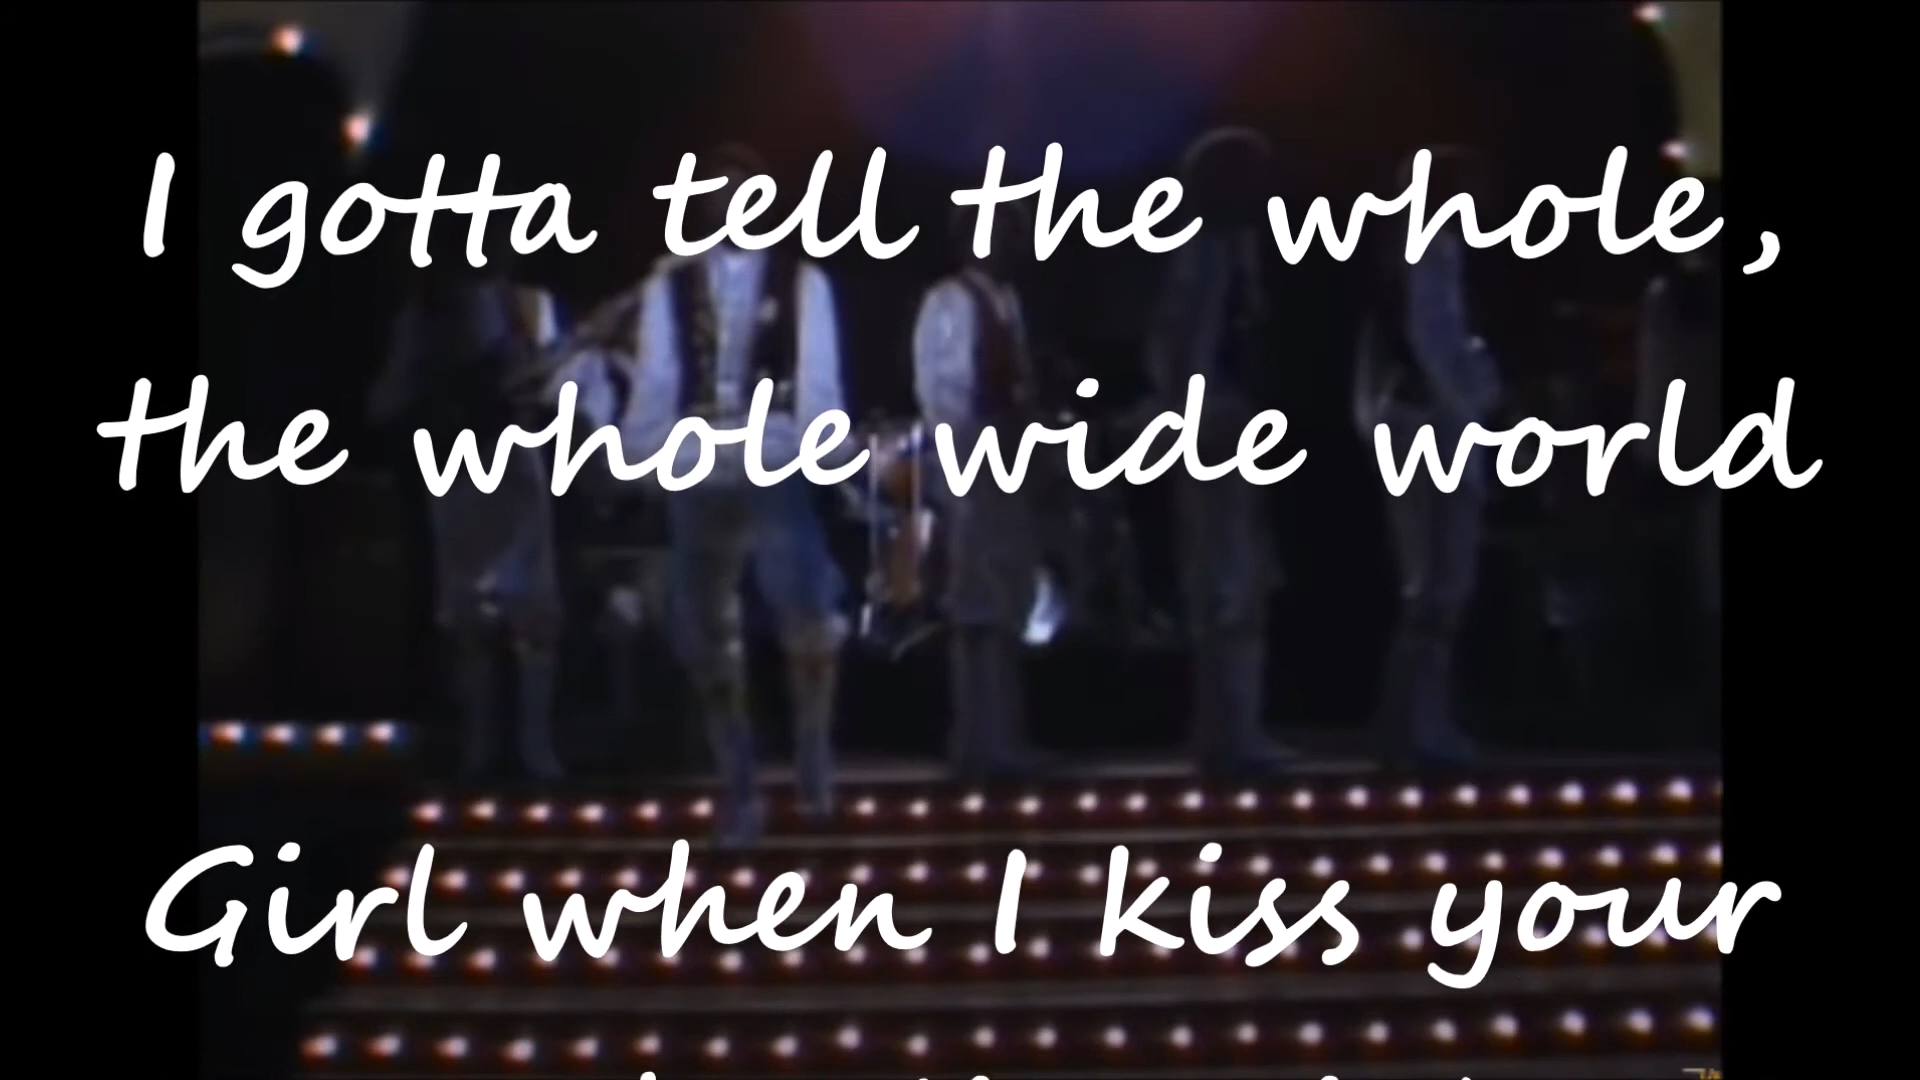 I gotta tell the whole,
the whole wide world
Girl when I kiss your